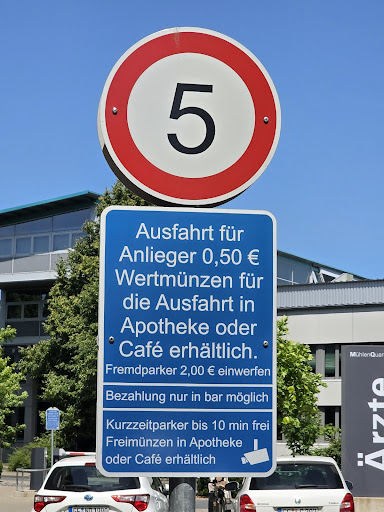 5
Ausfahrt für
Anlieger 0,50 €
Wertmünzen für
die Ausfahrt in
Apotheke oder
Café erhältlich.
Fremdparker 2,00 € einwerfen
Bezahlung nur in bar möglich
Kurzzeitparker bis 10 min frei
Freimünzen in Apotheke
oder Café erhältlich
Ärzte